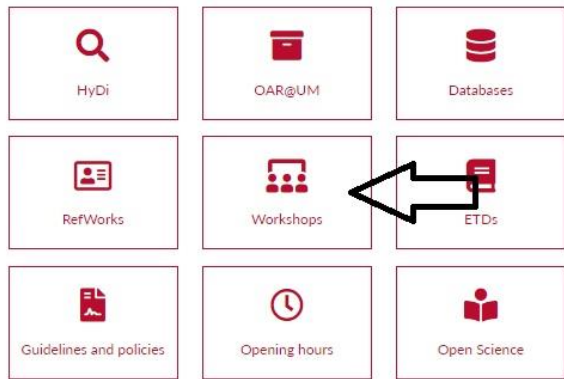 HyDi
OAR@UM
Databases
RefWorks
Workshops
ETDs
Guidelines and policies
Opening hours
Open Science